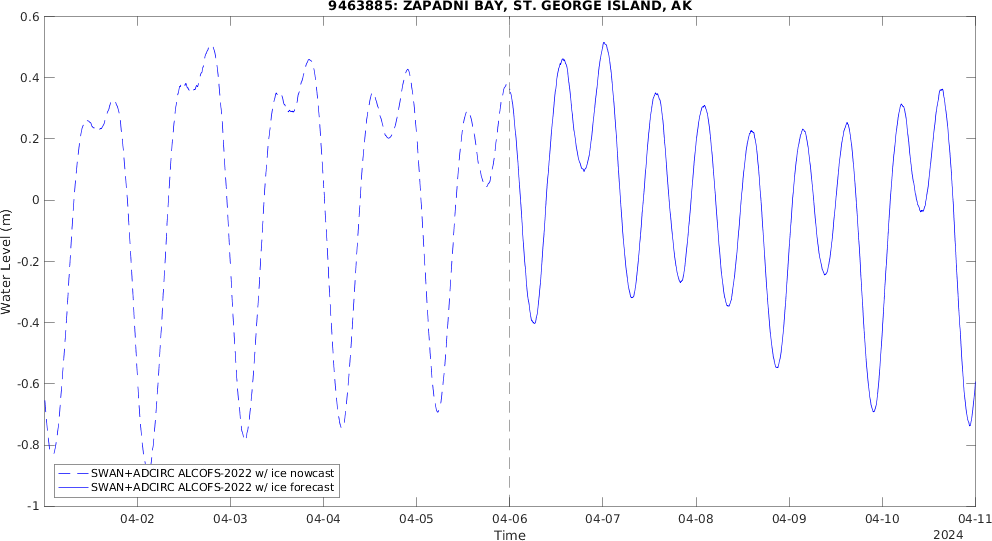 9463885: ZAPADNI BAY, ST. GEORGE ISLAND, AK
0.6
0.4
0.2
0
-0.2
-0.4
-0.6
-0.8
-1
Water Level (m)
SWAN+ADCIRC ALCOFS-2022 w/ ice nowcast
SWAN+ADCIRC ALCOFS-2022 w/ ice forecast
04-02 04-03 04-04 04-05 04-06 04-07 04-08 04-09 04-10 04-11
Time
2024